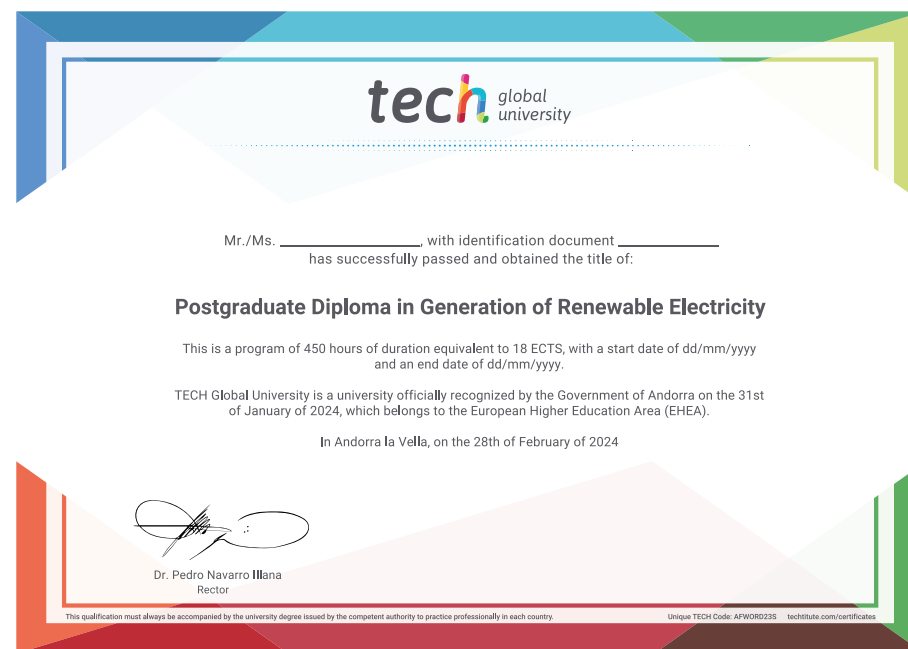 tech global university
Mr./Ms. ____________, with identification document ____________
has successfully passed and obtained the title of:
Postgraduate Diploma in Generation of Renewable Electricity
This is a program of 450 hours of duration equivalent to 18 ECTS, with a start date of dd/mm/yyyy
and an end date of dd/mm/yyyy.
TECH Global University is a university officially recognized by the Government of Andorra on the 31st
of January of 2024, which belongs to the European Higher Education Area (EHEA).
In Andorra la Vella, on the 28th of February of 2024
Dr. Pedro Navarro Illana
Rector
This qualification must always be accompanied by the university degree issued by the competent authority to practice professionally in each country. Unique TECH Code: AFWORD23S techtitute.com/certificates